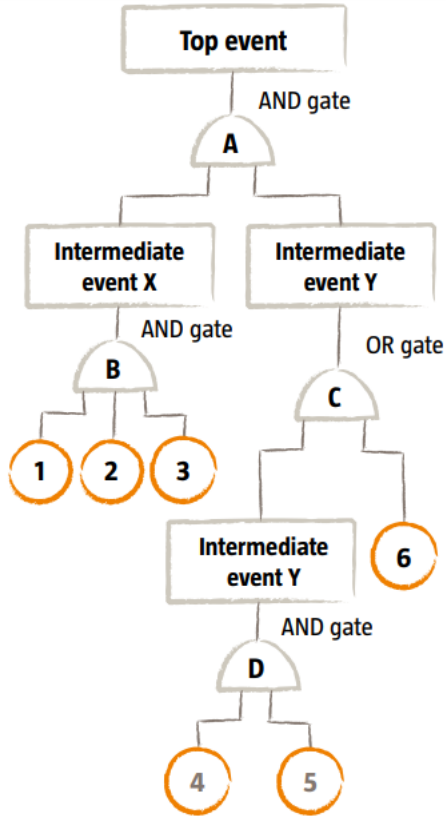 Top event
AND gate
A
Intermediate
event X
Intermediate
event Y
AND gate
OR gate
B
C
1
2
3
Intermediate
event Y
6
AND gate
D
4
5